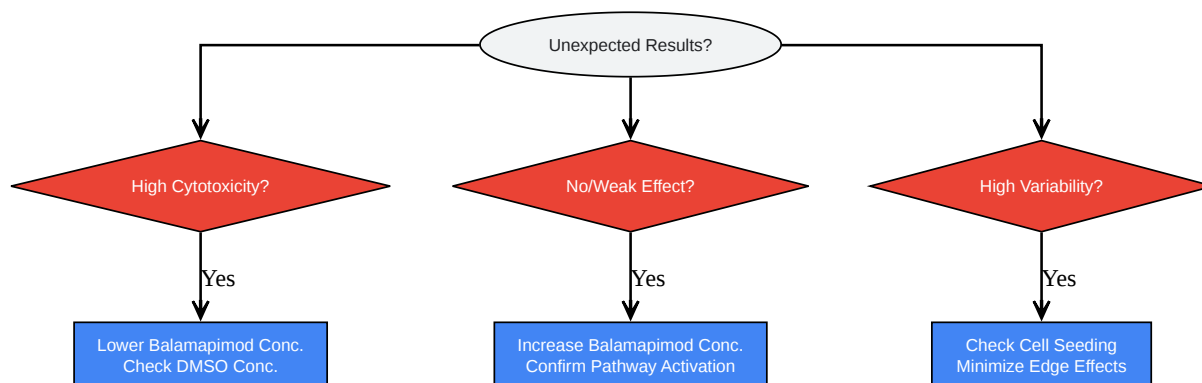 Unexpected Results?
High Cytotoxicity?
No/Weak Effect?
High Variability?
Yes
Yes
Yes
Lower Balamapimod Conc.
Check DMSO Conc.
Increase Balamapimod Conc.
Confirm Pathway Activation
Check Cell Seeding
Minimize Edge Effects